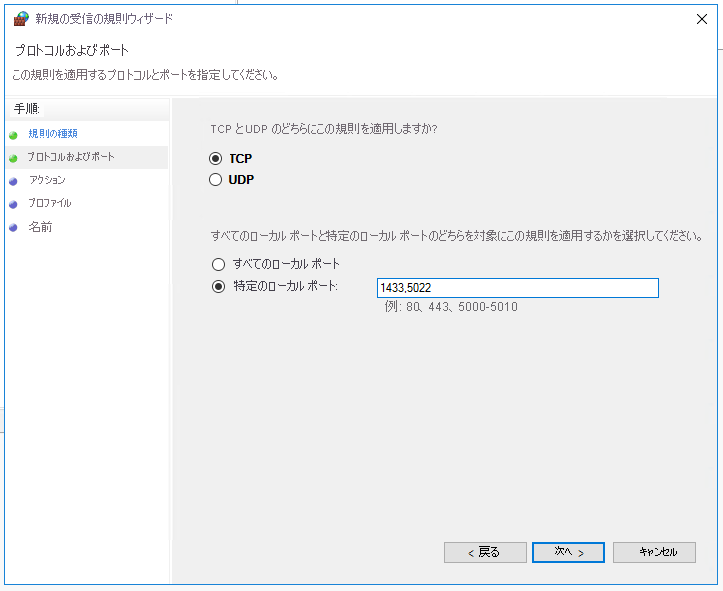 新規の受信の規則ウィザード
プロトコルおよびポート
この規則を適用するプロトコルとポートを指定してください。
手順:
規則の種類
プロトコルおよびポート
アクション
プロファイル
名前
TCP と UDP のどちらにこの規則を適用しますか?
TCP
UDP
すべてのローカル ポートと特定のローカル ポートのどちらを対象にこの規則を適用するかを選択してください。
すべてのローカル ポート
特定のローカル ポート:
1433,5022
例: 80、443、5000-5010
< 戻る
次へ >
キャンセル